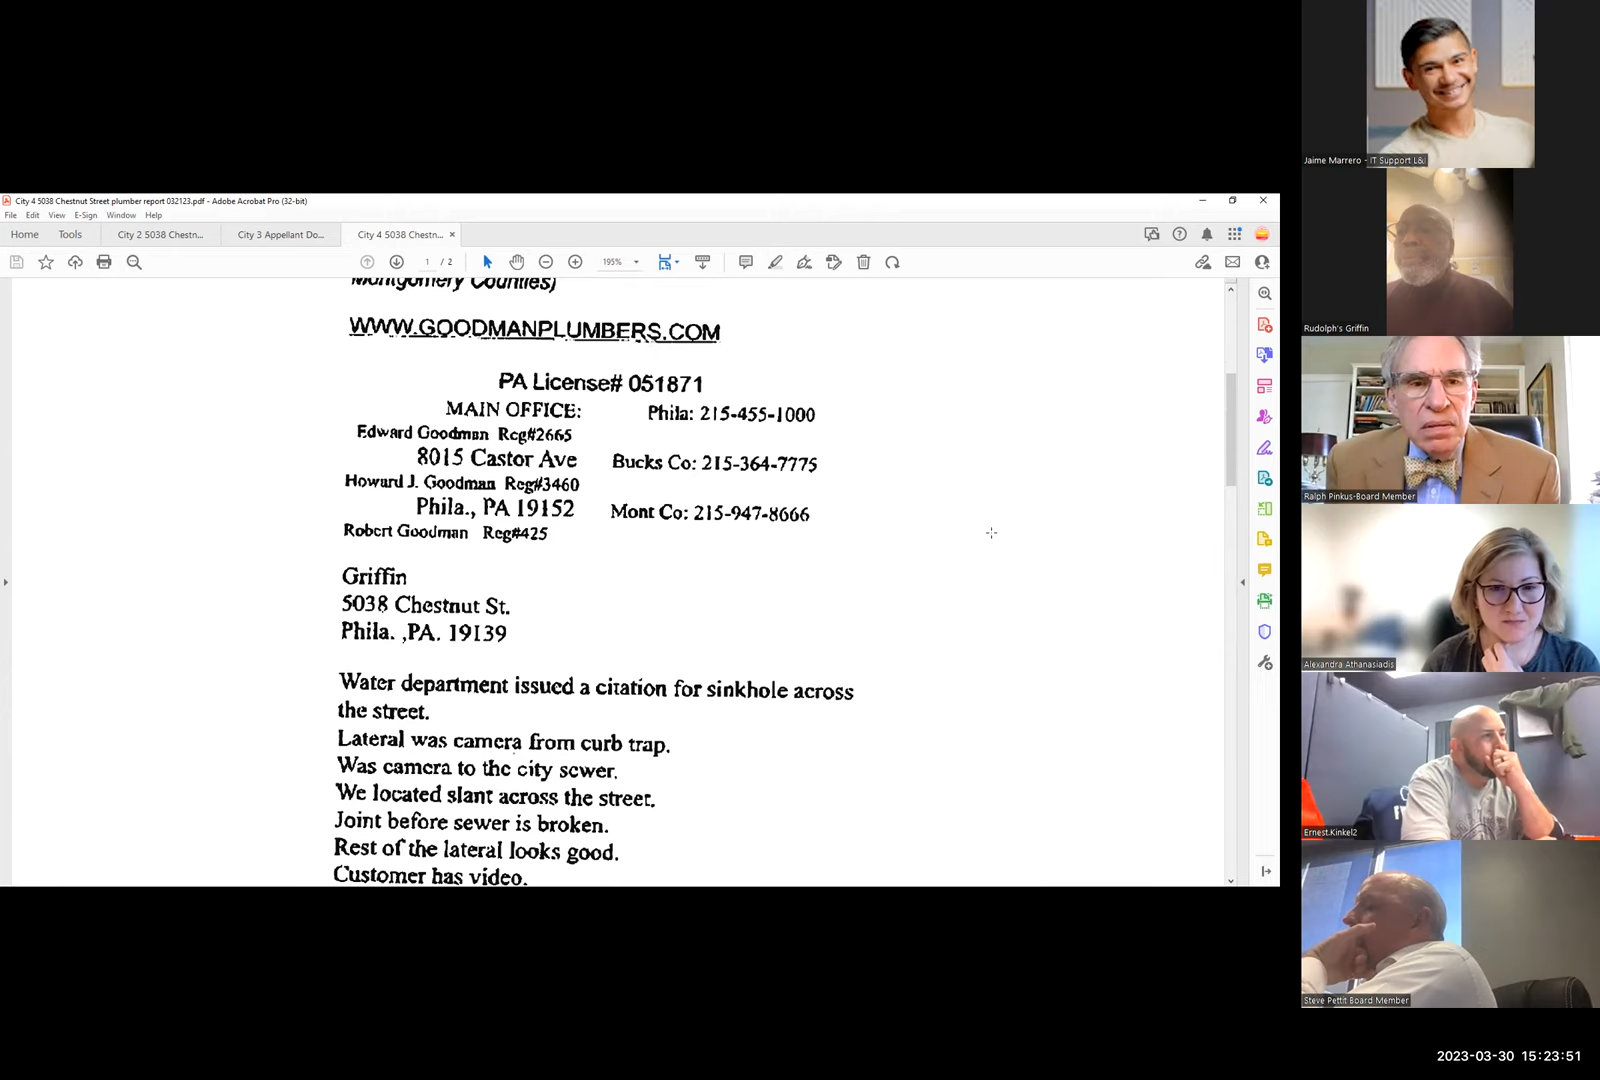 City 4 5038 Chestnut Street plumber report 032123.pdf - Adobe Acrobat Pro (32-bit)
File Edit View E-Sign Window Help
Home Tools City 2 5038 Chestn... City 3 Appellant Do... City 4 5038 Chestn... ×
1 / 2 195%
Montgomery Counties)
WWW.GOODMANPLUMBERS.COM
PA License# 051871
MAIN OFFICE: Phila: 215-455-1000
Edward Goodman Reg#2665
8015 Castor Ave Bucks Co: 215-364-7775
Howard J. Goodman Reg#3460
Phila., PA 19152 Mont Co: 215-947-8666
Robert Goodman Reg#425
Griffin
5038 Chestnut St.
Phila. ,PA. 19139
Water department issued a citation for sinkhole across
the street.
Lateral was camera from curb trap.
Was camera to the city sewer.
We located slant across the street.
Joint before sewer is broken.
Rest of the lateral looks good.
Customer has video.
Jaime Marrero - IT Support L&I
Rudolph's Griffin
Ralph Pinkus-Board Member
Alexandra Athanasiadis
Ernest.Kinkel2
Steve Pettit Board Member
2023-03-30 15:23:51